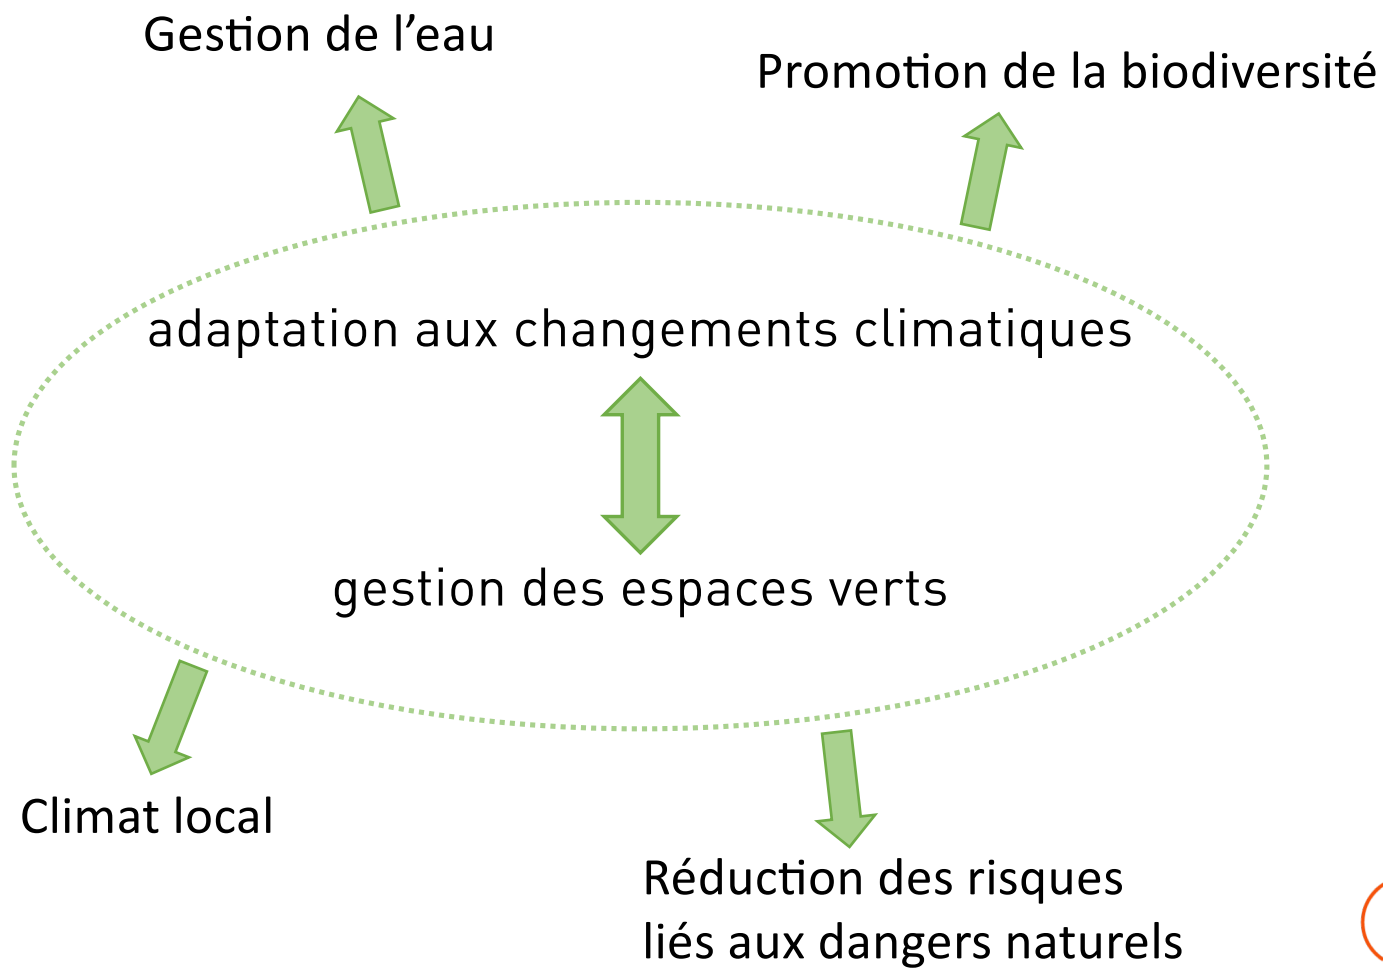 Gestion de l’eau
Promotion de la biodiversité
adaptation aux changements climatiques
gestion des espaces verts
Climat local
Réduction des risques
liés aux dangers naturels